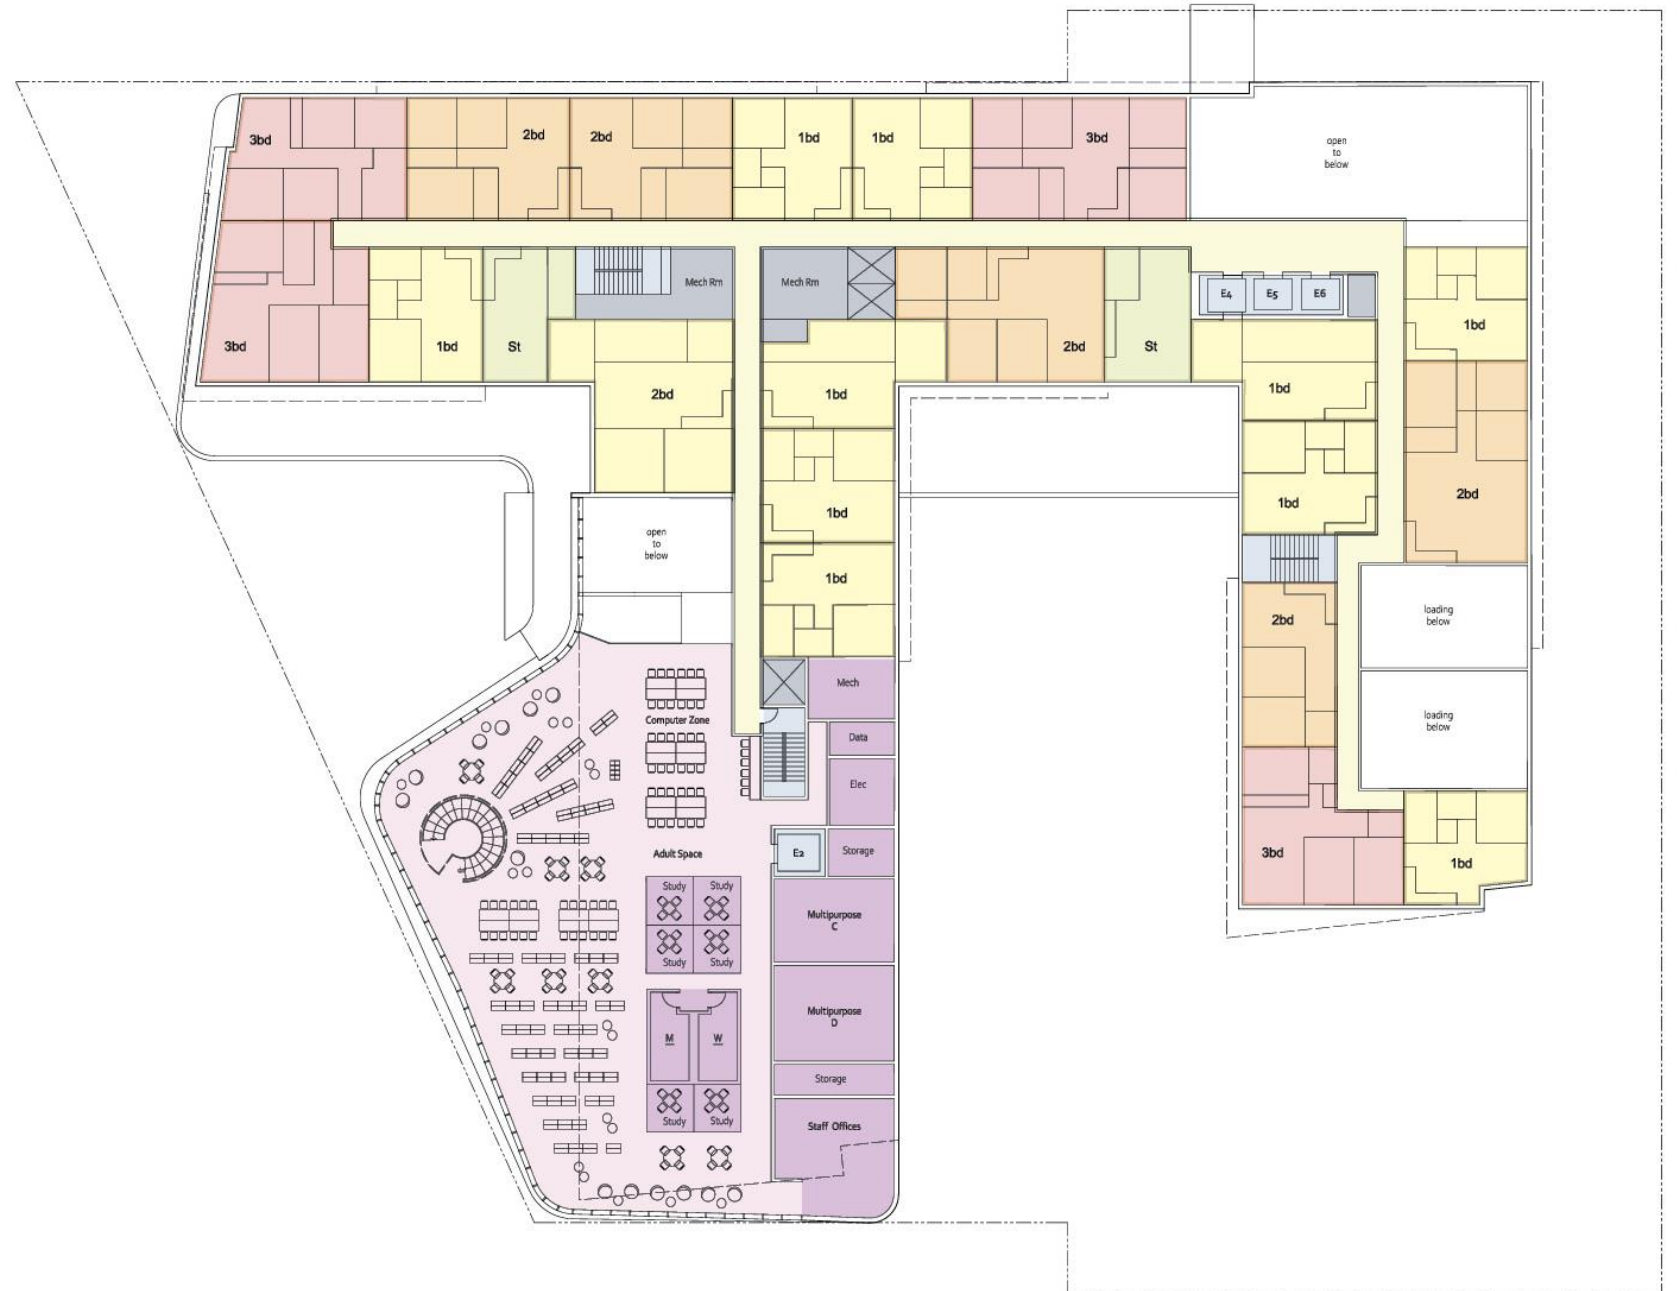 3bd
2bd
2bd
1bd
1bd
3bd
open
to
below
3bd
1bd
St
Mech Rm
Mech Rm
2bd
St
E4
E5
E6
1bd
2bd
1bd
1bd
2bd
1bd
1bd
open
to
below
1bd
2bd
loading
below
loading
below
3bd
1bd
Mech
Computer Zone
Data
Elec
Adult Space
E2
Storage
Study
Study
Study
Study
Multipurpose
C
Multipurpose
D
M
W
Storage
Study
Study
Staff Offices